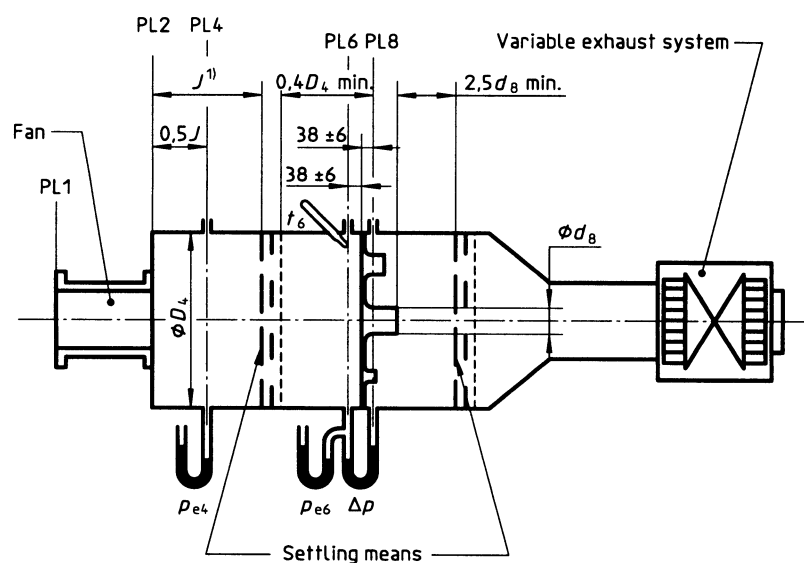 PL2 PL4
PL6 PL8
Variable exhaust system
J¹⁾
0,4D₄ min.
2,5d₈ min.
Fan
0,5J
38 ±6
PL1
38 ±6
t₆
Φd₈
ΦD₄
pₑ₄
pₑ₆
Δp
Settling means